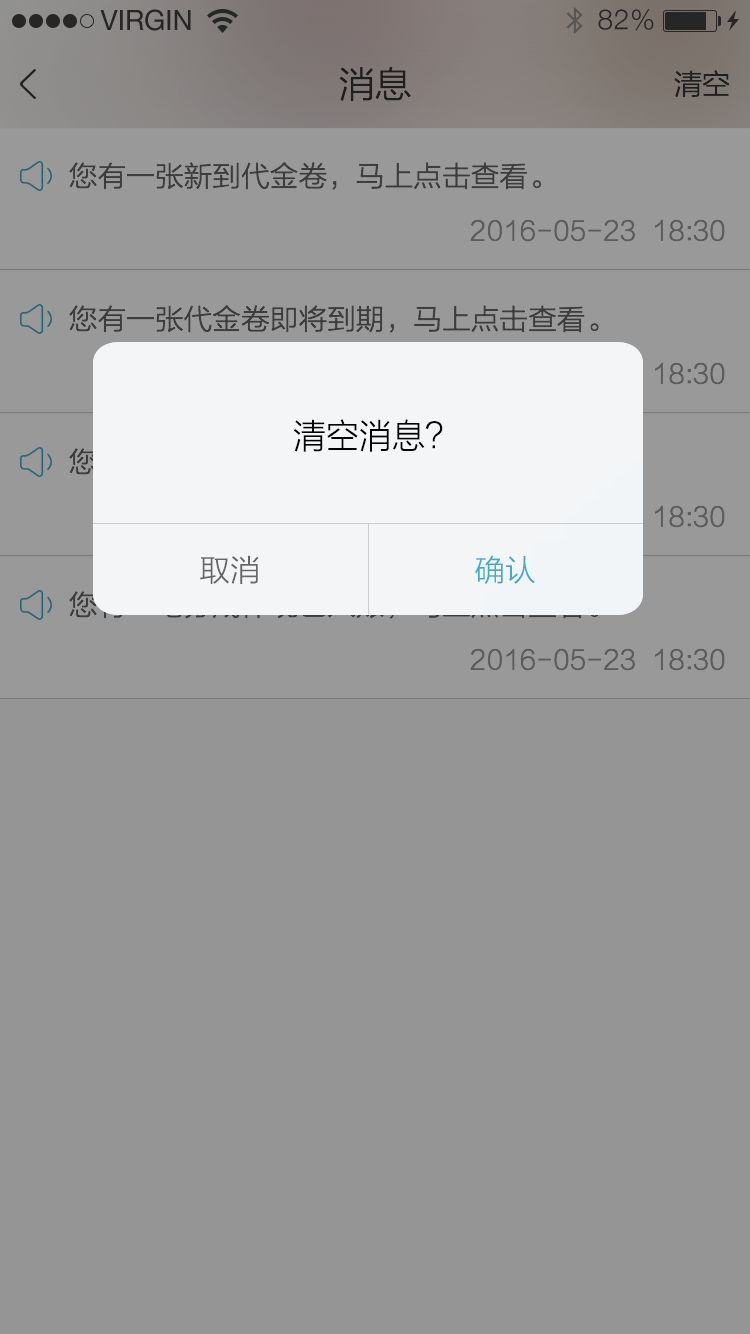 VIRGIN 82%
消息 清空
您有一张新到代金卷，马上点击查看。
2016-05-23 18:30
您有一张代金卷即将到期，马上点击查看。
18:30
清空消息？
您
18:30
取消 确认
您
2016-05-23 18:30